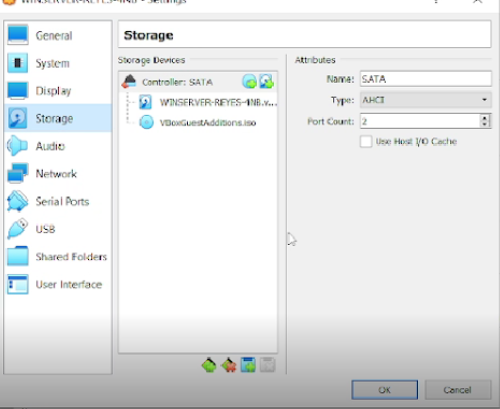 WINSERVER-REYES-4N6 - Settings
?
General
System
Display
Storage
Audio
Network
Serial Ports
USB
Shared Folders
User Interface
Storage
Storage Devices
Controller: SATA
WINSERVER-REYES-4N6.v...
VBoxGuestAdditions.iso
Attributes
Name: SATA
Type: AHCI
Port Count: 2
Use Host I/O Cache
OK
Cancel